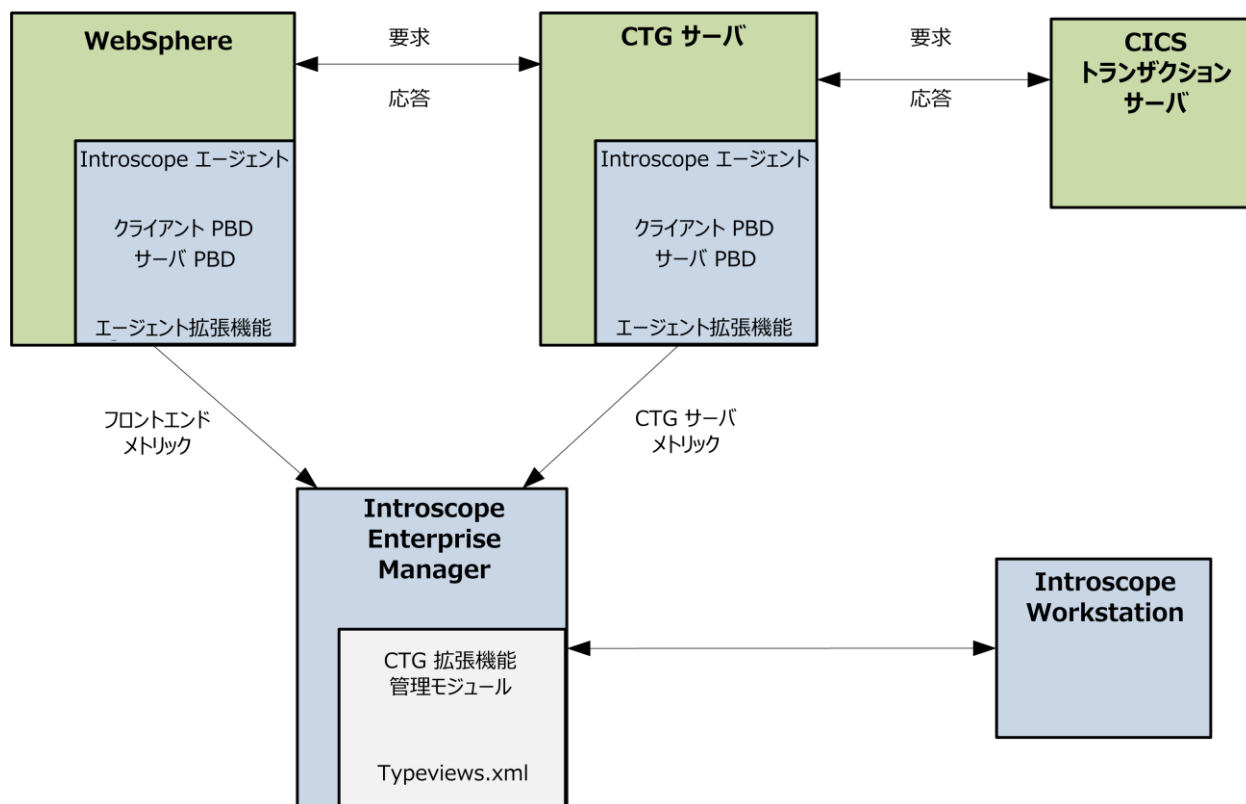 WebSphere
要求
応答
CTG サーバ
要求
応答
CICS
トランザクション
サーバ
Introscope エージェント
クライアント PBD
サーバ PBD
エージェント拡張機能
Introscope エージェント
クライアント PBD
サーバ PBD
エージェント拡張機能
フロントエンド
メトリック
CTG サーバ
メトリック
Introscope
Enterprise
Manager
CTG 拡張機能
管理モジュール
Typeviews.xml
Introscope
Workstation